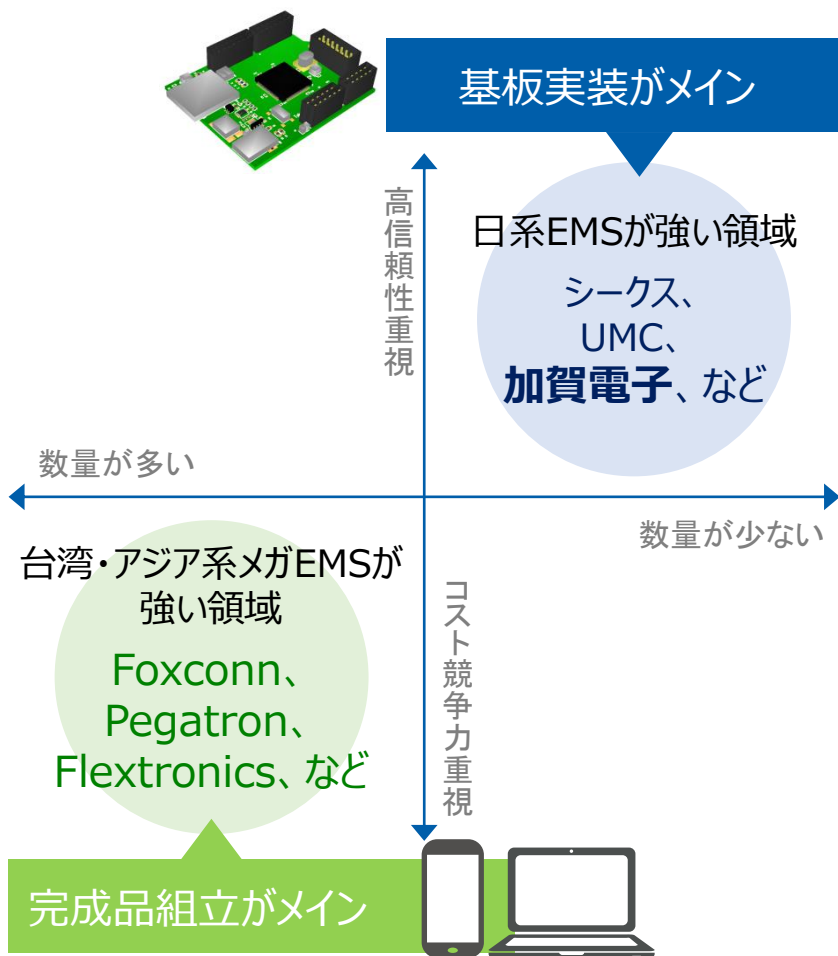 基板実装がメイン
高信頼性重視
日系EMSが強い領域
シークス、
UMC、
加賀電子、など
数量が多い
数量が少ない
台湾・アジア系メガEMSが
強い領域
Foxconn、
Pegatron、
Flextronics、など
コスト競争力重視
完成品組立がメイン